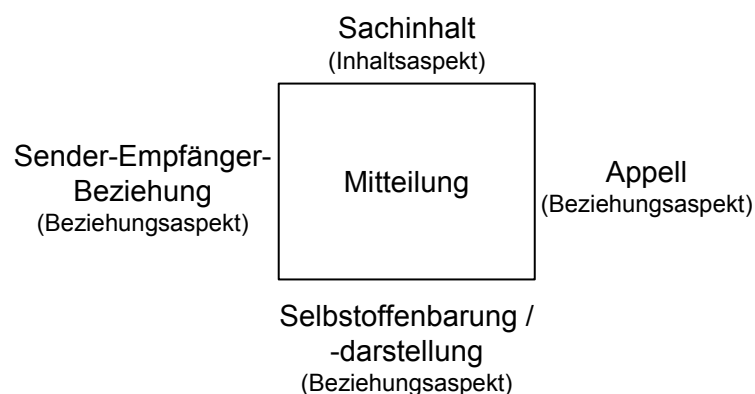 Sachinhalt
(Inhaltsaspekt)
Sender-Empfänger-
Beziehung
(Beziehungsaspekt)
Mitteilung
Appell
(Beziehungsaspekt)
Selbstoffenbarung /
-darstellung
(Beziehungsaspekt)